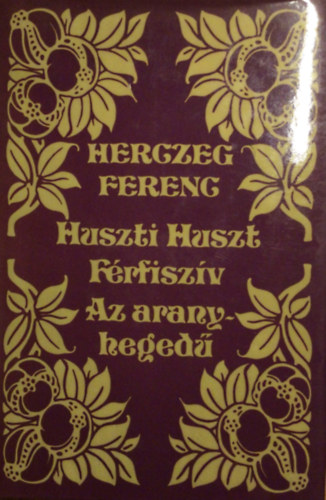 HERCZEG
FERENC
Huszti Huszt
Férfiszív
Az arany-
hegedű